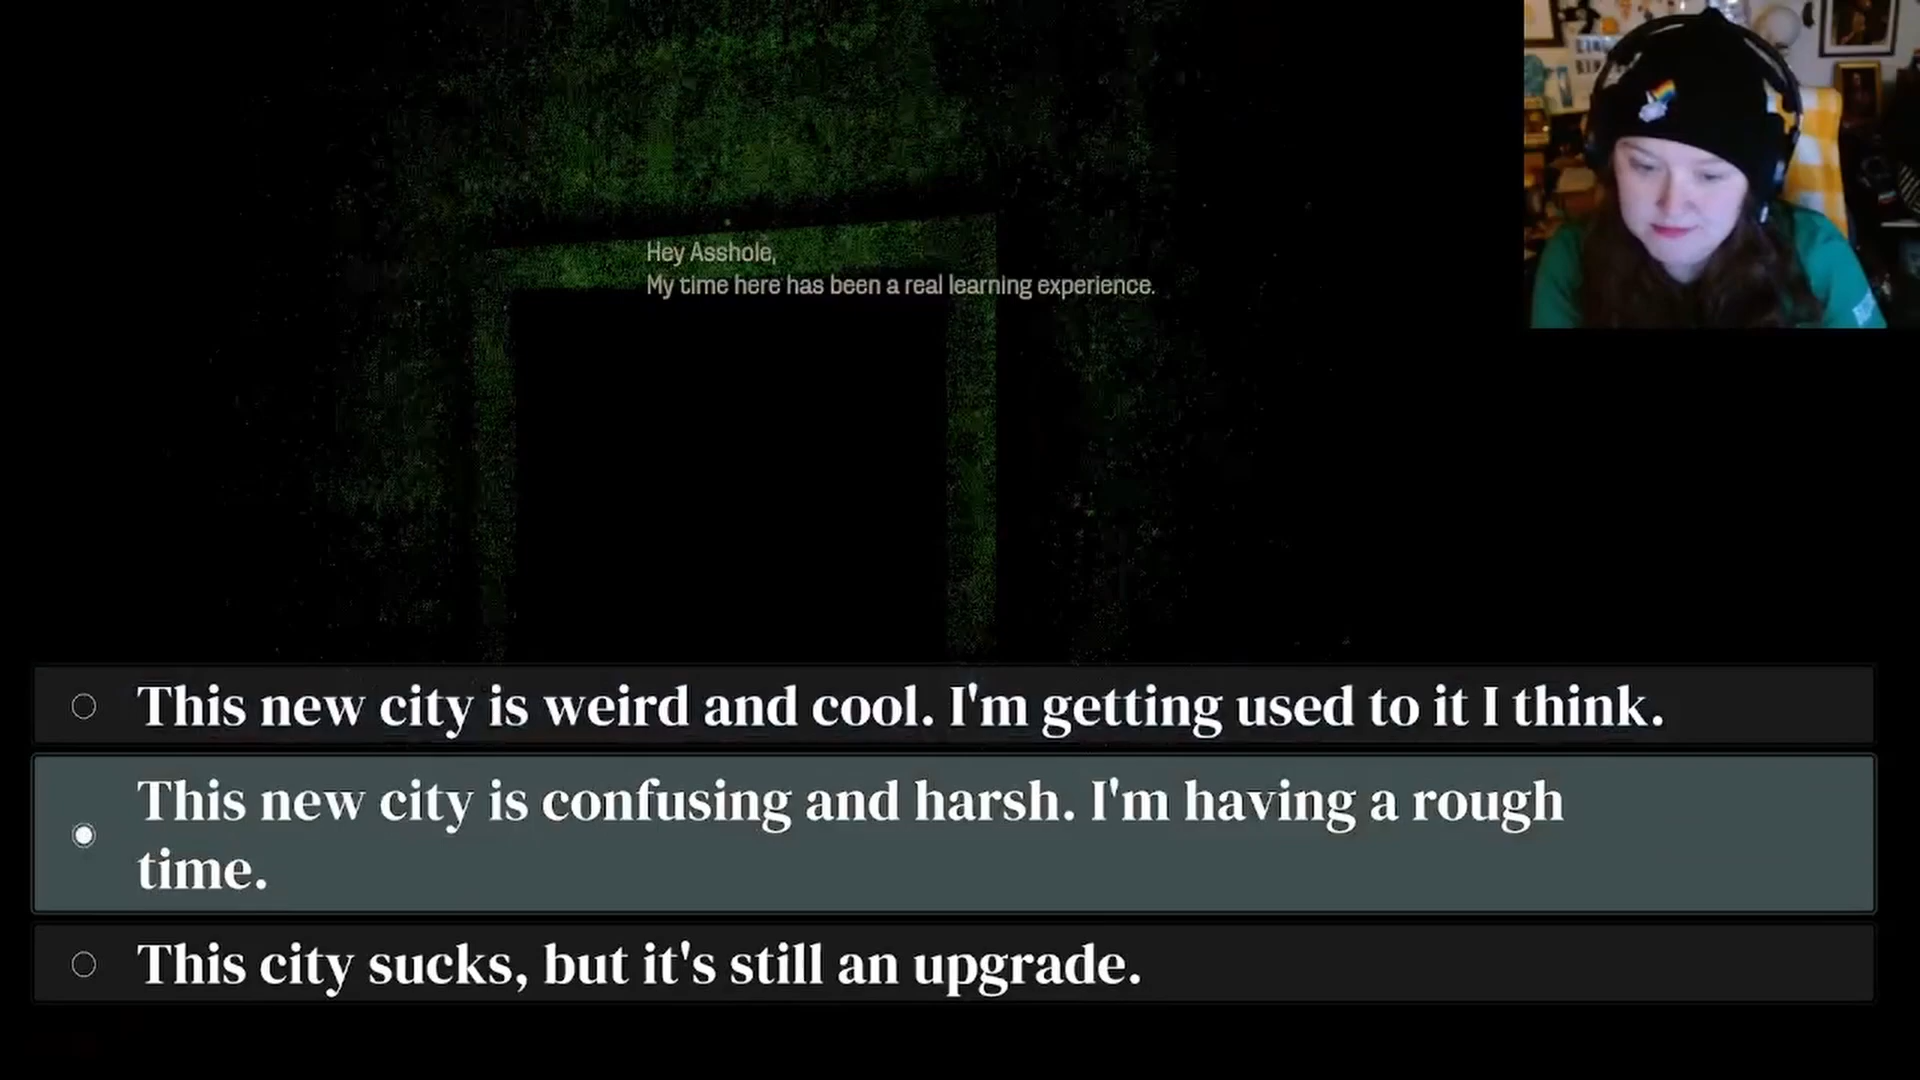 Hey Asshole,
My time here has been a real learning experience.
This new city is weird and cool. I'm getting used to it I think.
This new city is confusing and harsh. I'm having a rough
time.
This city sucks, but it's still an upgrade.